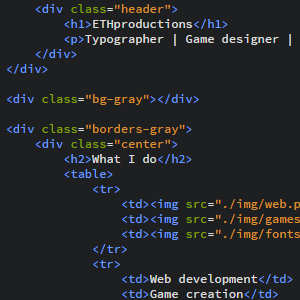 <div class="header">
<h1>ETHproductions</h1>
<p>Typographer | Game designer |
</div>
</div>
<div class="bg-gray"></div>
<div class="borders-gray">
<div class="center">
<h2>What I do</h2>
<table>
<tr>
<td><img src="./img/web.p
<td><img src="./img/games
<td><img src="./img/fonts
</tr>
<tr>
<td>Web development</td>
<td>Game creation</td>